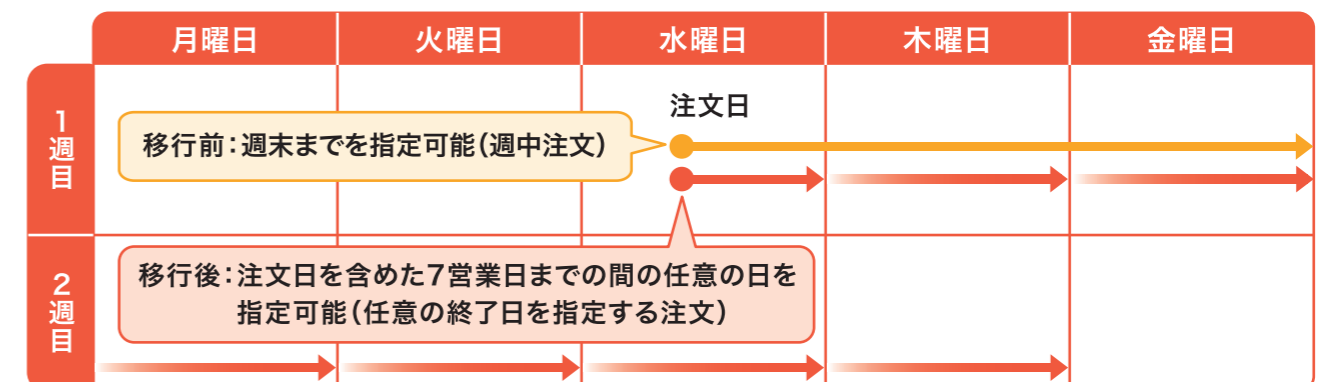 月曜日
火曜日
水曜日
木曜日
金曜日
1週目
注文日
移行前：週末までを指定可能（週中注文）
2週目
移行後：注文日を含めた7営業日までの間の任意の日を
指定可能（任意の終了日を指定する注文）